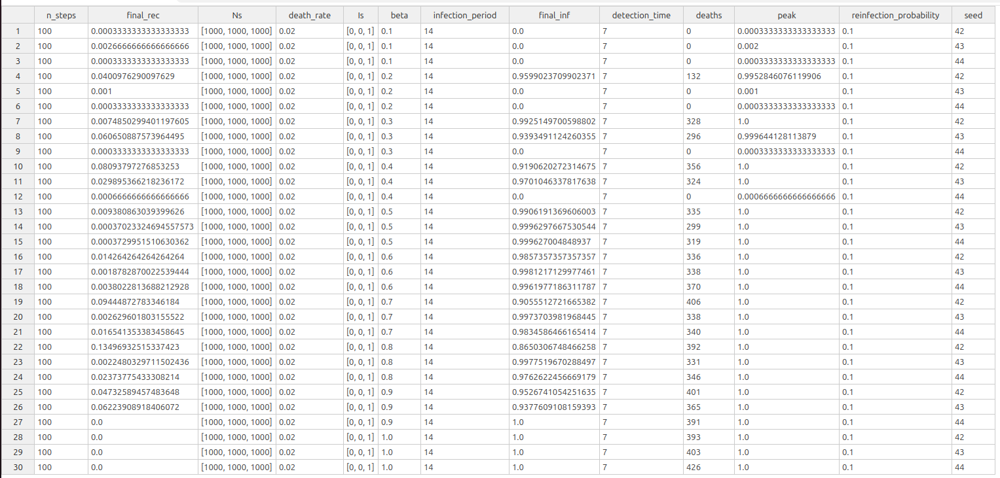 n_steps final_rec Ns death_rate Is beta infection_period final_inf detection_time deaths peak reinfection_probability seed
1 100 0.0003333333333333333 [1000, 1000, 1000] 0.02 [0, 0, 1] 0.1 14 0.0 7 0 0.0003333333333333333 0.1 42
2 100 0.0026666666666666666 [1000, 1000, 1000] 0.02 [0, 0, 1] 0.1 14 0.0 7 0 0.002 0.1 43
3 100 0.0003333333333333333 [1000, 1000, 1000] 0.02 [0, 0, 1] 0.1 14 0.0 7 0 0.0003333333333333333 0.1 44
4 100 0.0400976290097629 [1000, 1000, 1000] 0.02 [0, 0, 1] 0.2 14 0.9599023709902371 7 132 0.9952846076119906 0.1 42
5 100 0.001 [1000, 1000, 1000] 0.02 [0, 0, 1] 0.2 14 0.0 7 0 0.001 0.1 43
6 100 0.0003333333333333333 [1000, 1000, 1000] 0.02 [0, 0, 1] 0.2 14 0.0 7 0 0.0003333333333333333 0.1 44
7 100 0.0074850299401197605 [1000, 1000, 1000] 0.02 [0, 0, 1] 0.3 14 0.9925149700598802 7 328 1.0 0.1 42
8 100 0.060650887573964495 [1000, 1000, 1000] 0.02 [0, 0, 1] 0.3 14 0.9393491124260355 7 296 0.999644128113879 0.1 43
9 100 0.0003333333333333333 [1000, 1000, 1000] 0.02 [0, 0, 1] 0.3 14 0.0 7 0 0.0003333333333333333 0.1 44
10 100 0.08093797276853253 [1000, 1000, 1000] 0.02 [0, 0, 1] 0.4 14 0.9190620272314675 7 356 1.0 0.1 42
11 100 0.029895366218236172 [1000, 1000, 1000] 0.02 [0, 0, 1] 0.4 14 0.9701046337817638 7 324 1.0 0.1 43
12 100 0.0006666666666666666 [1000, 1000, 1000] 0.02 [0, 0, 1] 0.4 14 0.0 7 0 0.0006666666666666666 0.1 44
13 100 0.009380863039399626 [1000, 1000, 1000] 0.02 [0, 0, 1] 0.5 14 0.9906191369606003 7 335 1.0 0.1 42
14 100 0.00037023324694557573 [1000, 1000, 1000] 0.02 [0, 0, 1] 0.5 14 0.9996297667530544 7 299 1.0 0.1 43
15 100 0.0003729951510630362 [1000, 1000, 1000] 0.02 [0, 0, 1] 0.5 14 0.999627004848937 7 319 1.0 0.1 44
16 100 0.014264264264264264 [1000, 1000, 1000] 0.02 [0, 0, 1] 0.6 14 0.9857357357357357 7 336 1.0 0.1 42
17 100 0.0018782870022539444 [1000, 1000, 1000] 0.02 [0, 0, 1] 0.6 14 0.9981217129977461 7 338 1.0 0.1 43
18 100 0.0038022813688212928 [1000, 1000, 1000] 0.02 [0, 0, 1] 0.6 14 0.9961977186311787 7 370 1.0 0.1 44
19 100 0.09444872783346184 [1000, 1000, 1000] 0.02 [0, 0, 1] 0.7 14 0.9055512721665382 7 406 1.0 0.1 42
20 100 0.002629601803155522 [1000, 1000, 1000] 0.02 [0, 0, 1] 0.7 14 0.9973703981968445 7 338 1.0 0.1 43
21 100 0.016541353383458645 [1000, 1000, 1000] 0.02 [0, 0, 1] 0.7 14 0.9834586466165414 7 340 1.0 0.1 44
22 100 0.13496932515337423 [1000, 1000, 1000] 0.02 [0, 0, 1] 0.8 14 0.8650306748466258 7 392 1.0 0.1 42
23 100 0.0022480329711502436 [1000, 1000, 1000] 0.02 [0, 0, 1] 0.8 14 0.9977519670288497 7 331 1.0 0.1 43
24 100 0.02373775433308214 [1000, 1000, 1000] 0.02 [0, 0, 1] 0.8 14 0.9762622456669179 7 346 1.0 0.1 44
25 100 0.04732589457483648 [1000, 1000, 1000] 0.02 [0, 0, 1] 0.9 14 0.9526741054251635 7 401 1.0 0.1 42
26 100 0.06223908918406072 [1000, 1000, 1000] 0.02 [0, 0, 1] 0.9 14 0.9377609108159393 7 365 1.0 0.1 43
27 100 0.0 [1000, 1000, 1000] 0.02 [0, 0, 1] 0.9 14 1.0 7 391 1.0 0.1 44
28 100 0.0 [1000, 1000, 1000] 0.02 [0, 0, 1] 1.0 14 1.0 7 393 1.0 0.1 42
29 100 0.0 [1000, 1000, 1000] 0.02 [0, 0, 1] 1.0 14 1.0 7 403 1.0 0.1 43
30 100 0.0 [1000, 1000, 1000] 0.02 [0, 0, 1] 1.0 14 1.0 7 426 1.0 0.1 44